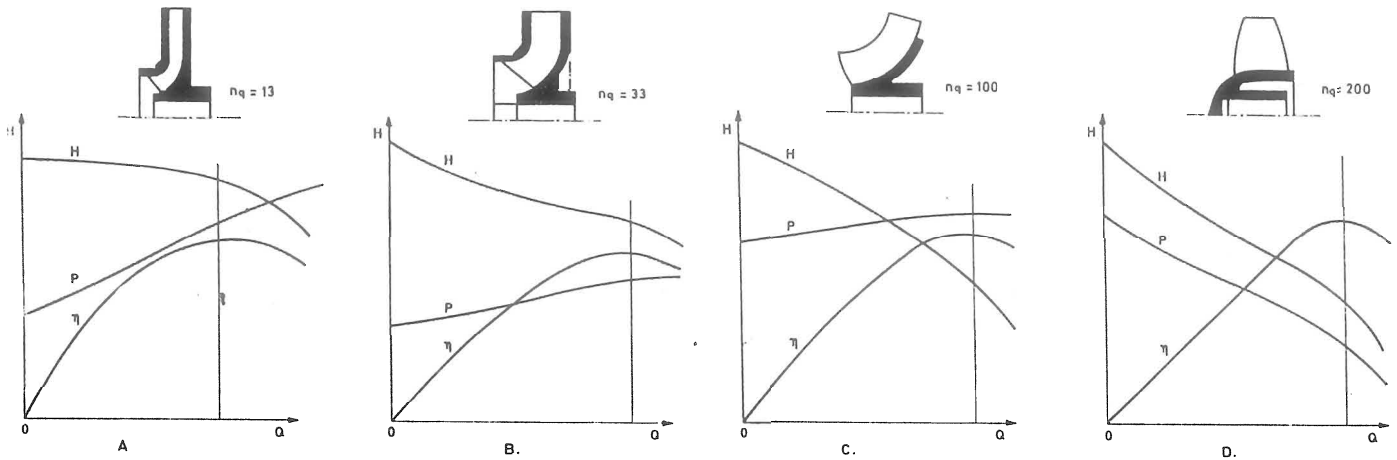 nq = 13
H
H
P
η
η
0
Q
A
nq = 33
H
P
η
0
Q
B.
nq = 100
H
H
P
η
0
Q
C.
nq = 200
H
H
P
η
0
Q
D.